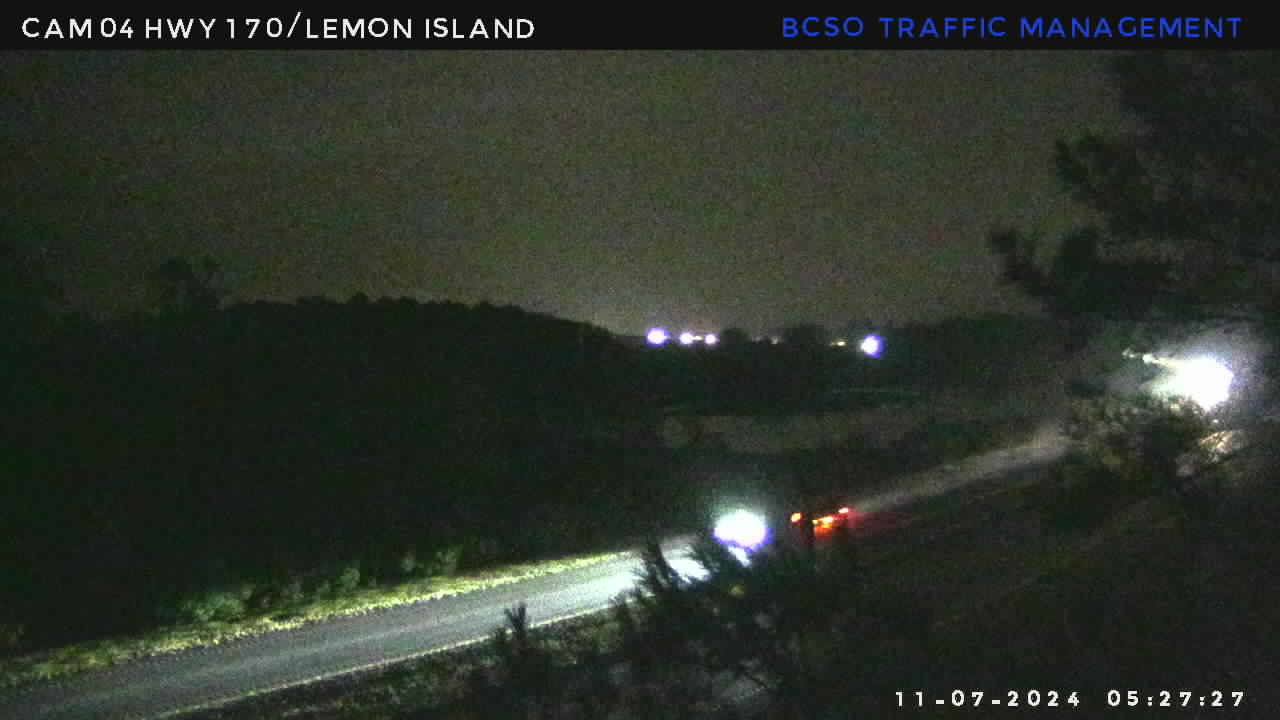 CAM04 HWY 170/LEMON ISLAND
BCSO TRAFFIC MANAGEMENT
11-07-2024 05:27:27